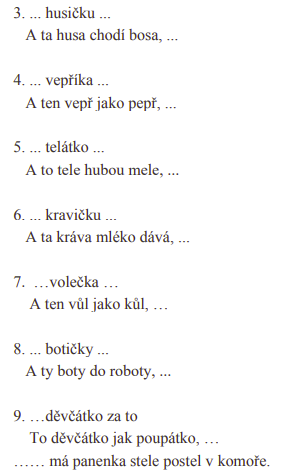 3. ... husičku ...
A ta husa chodí bosa, ...
4. ... vepříka ...
A ten vepř jako pepř, ...
5. ... telátko ...
A to tele hubou mele, ...
6. ... kravičku ...
A ta kráva mléko dává, ...
7. …volečka …
A ten vůl jako kůl, …
8. ... botičky ...
A ty boty do roboty, ...
9. …děvčátko za to
To děvčátko jak poupátko, …
…… má panenka stele postel v komoře.